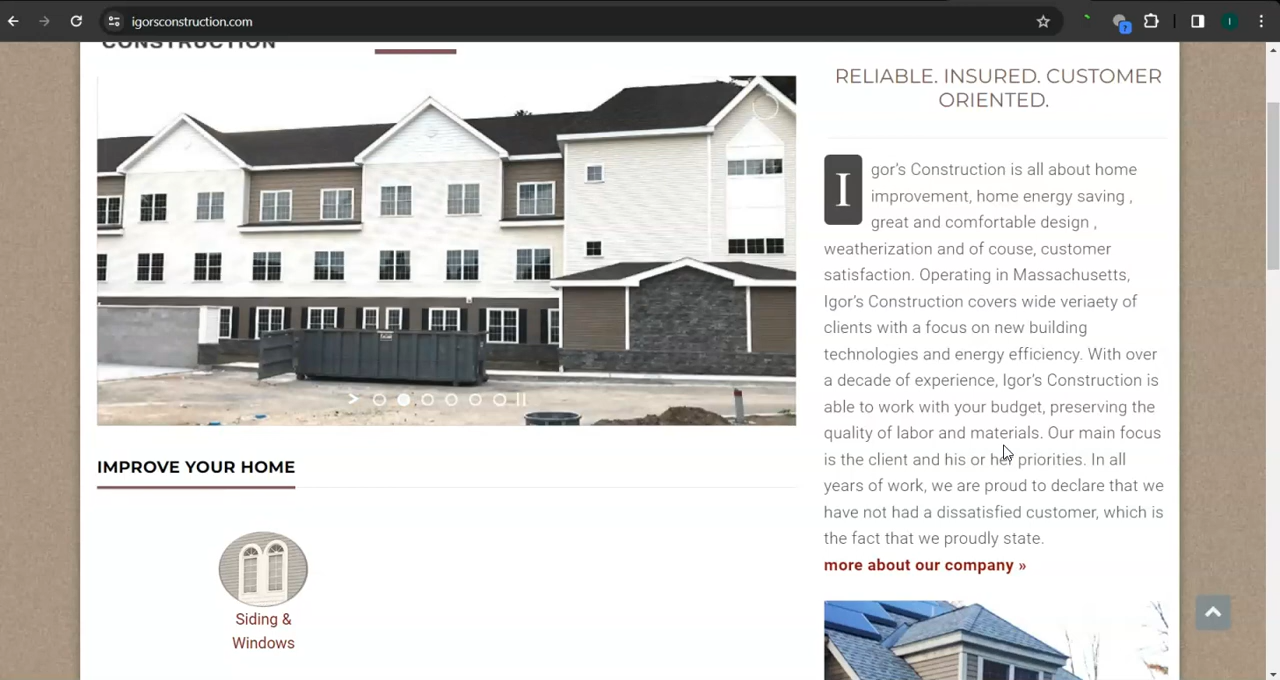 igorsconstruction.com
CONSTRUCTION
RELIABLE. INSURED. CUSTOMER
ORIENTED.
Igor's Construction is all about home
improvement, home energy saving ,
great and comfortable design ,
weatherization and of couse, customer
satisfaction. Operating in Massachusetts,
Igor's Construction covers wide veriaety of
clients with a focus on new building
technologies and energy efficiency. With over
a decade of experience, Igor's Construction is
able to work with your budget, preserving the
quality of labor and materials. Our main focus
is the client and his or her priorities. In all
years of work, we are proud to declare that we
have not had a dissatisfied customer, which is
the fact that we proudly state.
more about our company »
IMPROVE YOUR HOME
Siding &
Windows